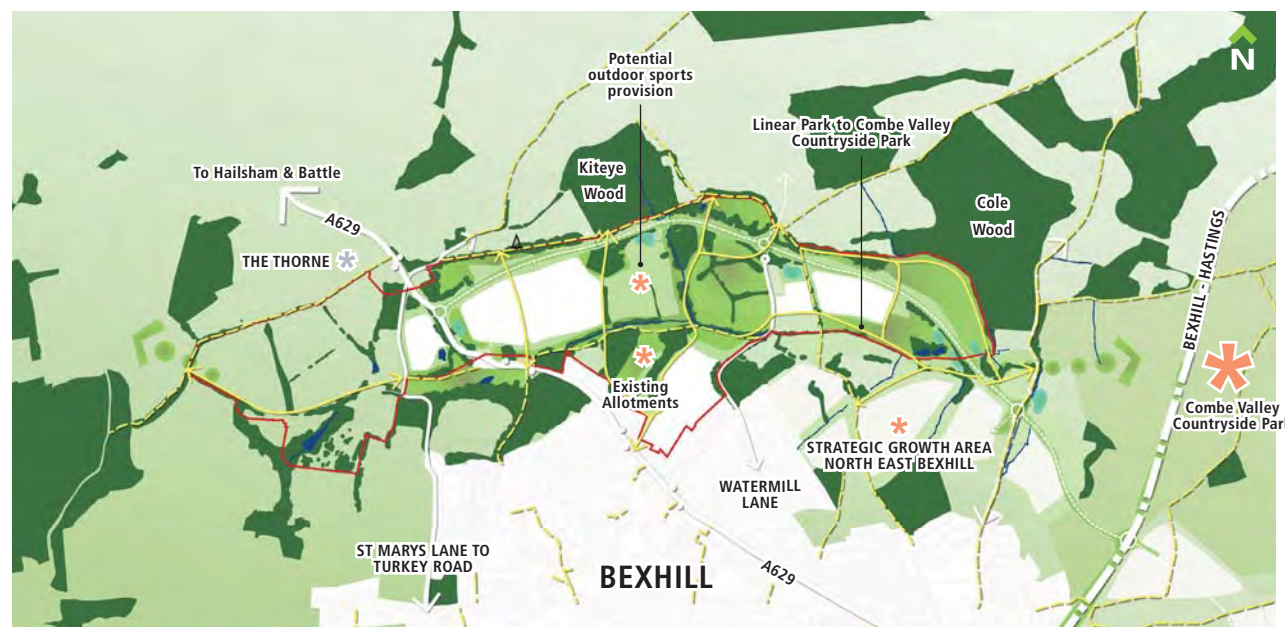 Potential
outdoor sports
provision
N
Linear Park to Combe Valley
Countryside Park
To Hailsham & Battle
Kiteye
Wood
Cole
Wood
A629
THE THORNE
BEXHILL - HASTINGS
Existing
Allotments
Combe Valley
Countryside Park
STRATEGIC GROWTH AREA
NORTH EAST BEXHILL
WATERMILL
LANE
ST MARYS LANE TO
TURKEY ROAD
BEXHILL
A629